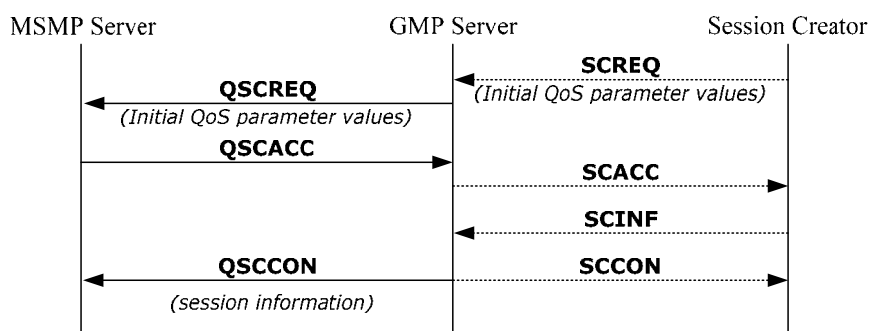 MSMP Server
GMP Server
Session Creator
SCREQ
(Initial QoS parameter values)
QSCREQ
(Initial QoS parameter values)
QSCACC
SCACC
SCINF
QSCCON
SCCON
(session information)